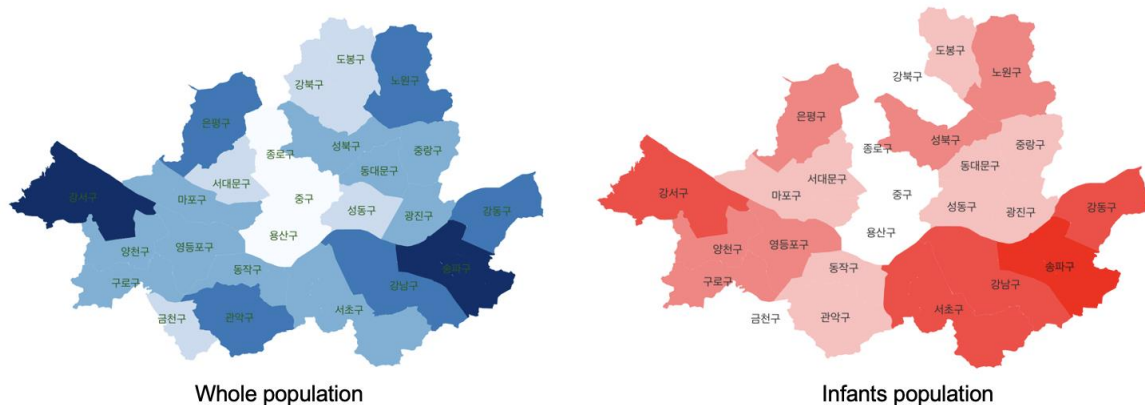 도봉구
강북구
노원구
은평구
종로구
성북구
중랑구
동대문구
서대문구
강서구
마포구
중구
성동구
광진구
강동구
용산구
양천구
영등포구
동작구
송파구
구로구
강남구
서초구
금천구
관악구
Whole population
도봉구
강북구
노원구
은평구
종로구
성북구
중랑구
동대문구
서대문구
강서구
마포구
중구
성동구
광진구
강동구
용산구
양천구
영등포구
동작구
송파구
구로구
강남구
서초구
금천구
관악구
Infants population